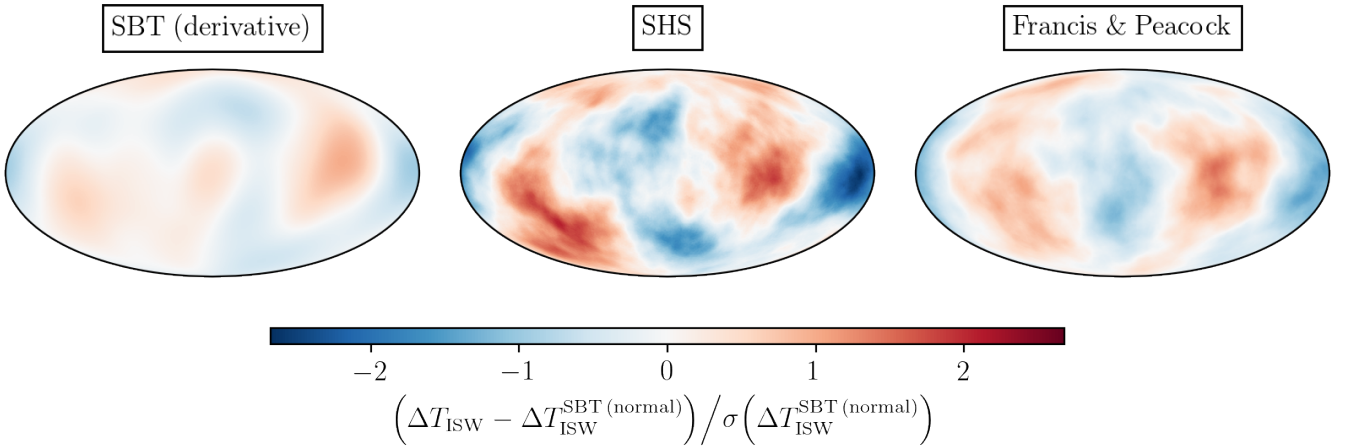 SBT (derivative)
SHS
Francis & Peacock
−2 −1 0 1 2
(ΔT_ISW − ΔT_ISW^SBT (normal)) / σ(ΔT_ISW^SBT (normal))